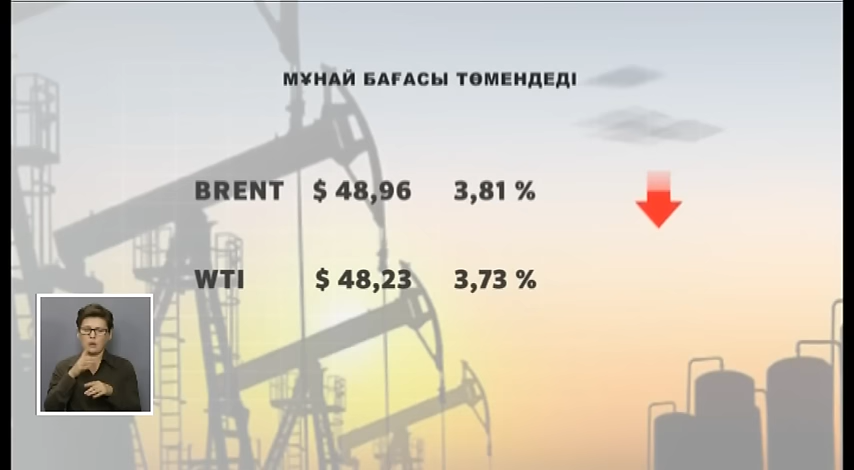 МҰНАЙ БАҒАСЫ ТӨМЕНДЕДІ
BRENT $ 48,96 3,81 %
WTI $ 48,23 3,73 %